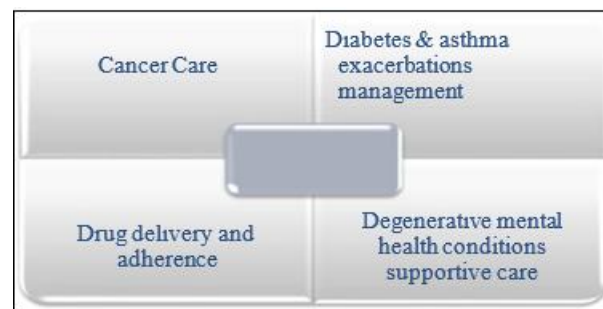 Cancer Care
Diabetes & asthma
exacerbations
management
Drug delivery and
adherence
Degenerative mental
health conditions
supportive care